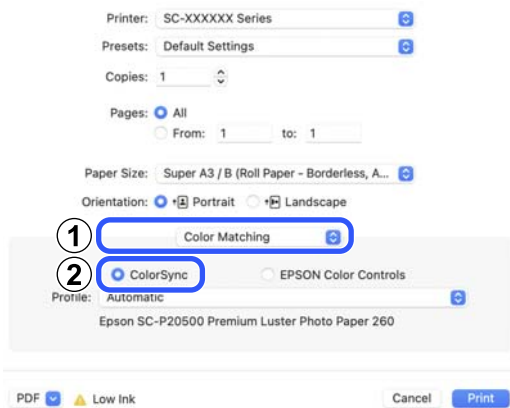 Printer: SC-XXXXXX Series
Presets: Default Settings
Copies: 1
Pages: All
From: 1 to: 1
Paper Size: Super A3 / B (Roll Paper - Borderless, A...
Orientation: Portrait Landscape
1 Color Matching
2 ColorSync EPSON Color Controls
Profile: Automatic
Epson SC-P20500 Premium Luster Photo Paper 260
PDF Low Ink Cancel Print